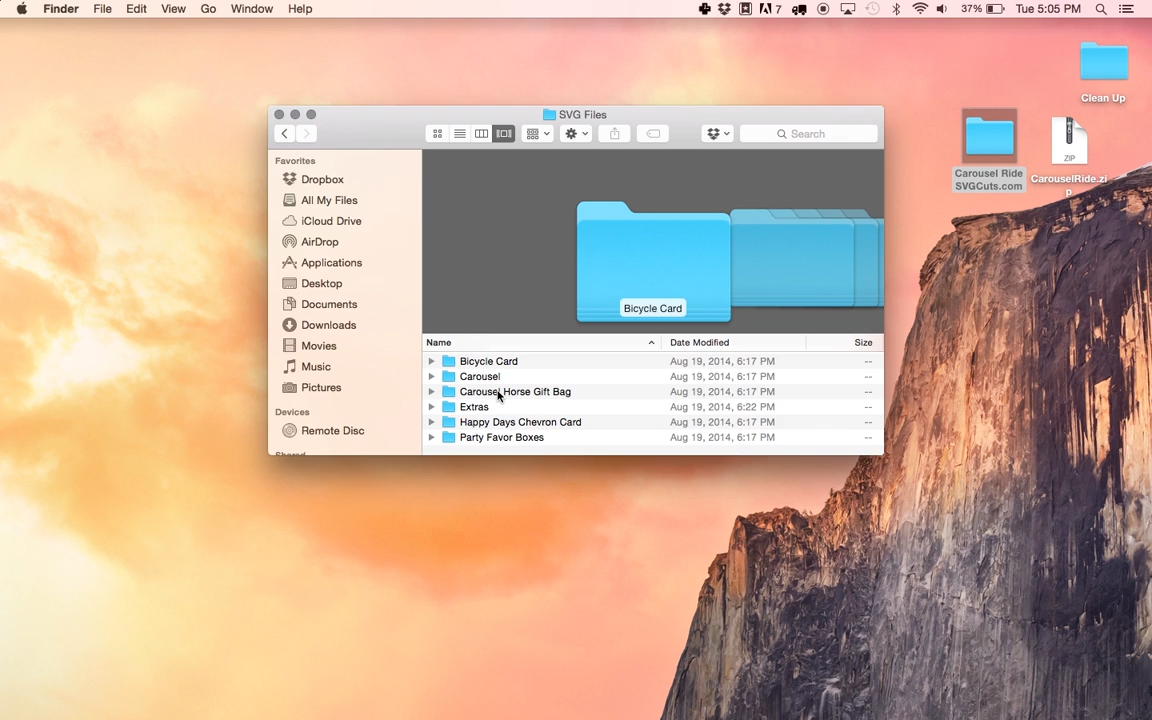 Finder File Edit View Go Window Help
7 37% Tue 5:05 PM
Clean Up
Carousel Ride
SVGCuts.com
ZIP
CarouselRide.zi
p
SVG Files
Search
Favorites
Dropbox
All My Files
iCloud Drive
AirDrop
Applications
Desktop
Documents
Downloads
Movies
Music
Pictures
Devices
Remote Disc
Bicycle Card
Name Date Modified Size
Bicycle Card Aug 19, 2014, 6:17 PM --
Carousel Aug 19, 2014, 6:17 PM --
Carousel Horse Gift Bag Aug 19, 2014, 6:17 PM --
Extras Aug 19, 2014, 6:22 PM --
Happy Days Chevron Card Aug 19, 2014, 6:17 PM --
Party Favor Boxes Aug 19, 2014, 6:17 PM --